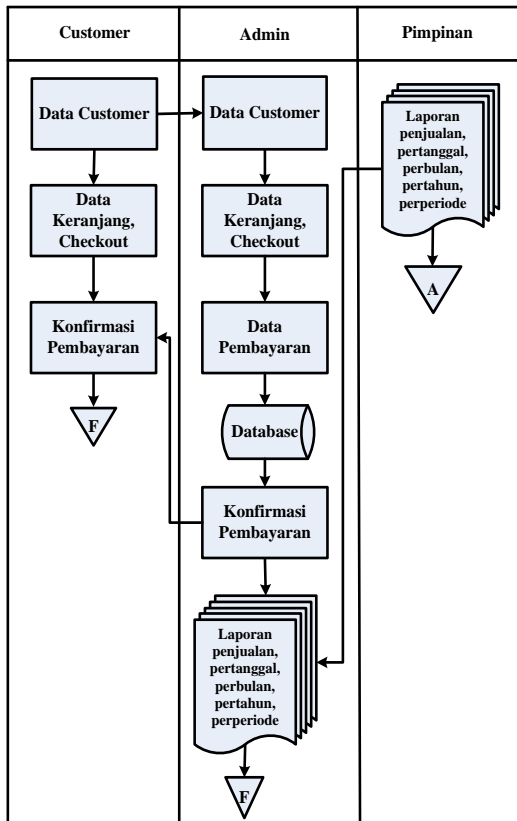 Customer
Admin
Pimpinan
Data Customer
Data
Keranjang,
Checkout
Konfirmasi
Pembayaran
F
Data Customer
Data
Keranjang,
Checkout
Data
Pembayaran
Database
Konfirmasi
Pembayaran
Laporan
penjualan,
pertanggal,
perbulan,
pertahun,
perperiode
F
Laporan
penjualan,
pertanggal,
perbulan,
pertahun,
perperiode
A